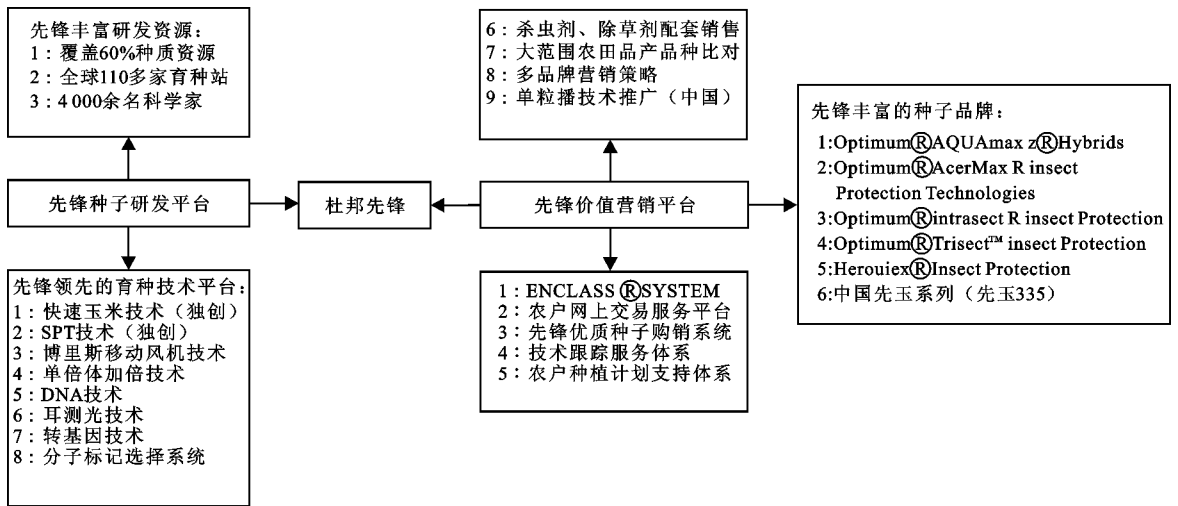 先锋丰富研发资源：
1：覆盖60%种质资源
2：全球110多家育种站
3：4 000余名科学家
先锋种子研发平台
先锋领先的育种技术平台：
1：快速玉米技术（独创）
2：SPT技术（独创）
3：博里斯移动风机技术
4：单倍体加倍技术
5：DNA技术
6：耳测光技术
7：转基因技术
8：分子标记选择系统
杜邦先锋
6：杀虫剂、除草剂配套销售
7：大范围农田品产品种比对
8：多品牌营销策略
9：单粒播技术推广（中国）
先锋价值营销平台
1：ENCLASS ®SYSTEM
2：农户网上交易服务平台
3：先锋优质种子购销系统
4：技术跟踪服务体系
5：农户种植计划支持体系
先锋丰富的种子品牌：
1:Optimum®AQUAmax z®Hybrids
2:Optimum®AcerMax R insect
Protection Technologies
3:Optimum®intrasect R insect Protection
4:Optimum®Trisect™ insect Protection
5:Herouiex®Insect Protection
6:中国先玉系列（先玉335）